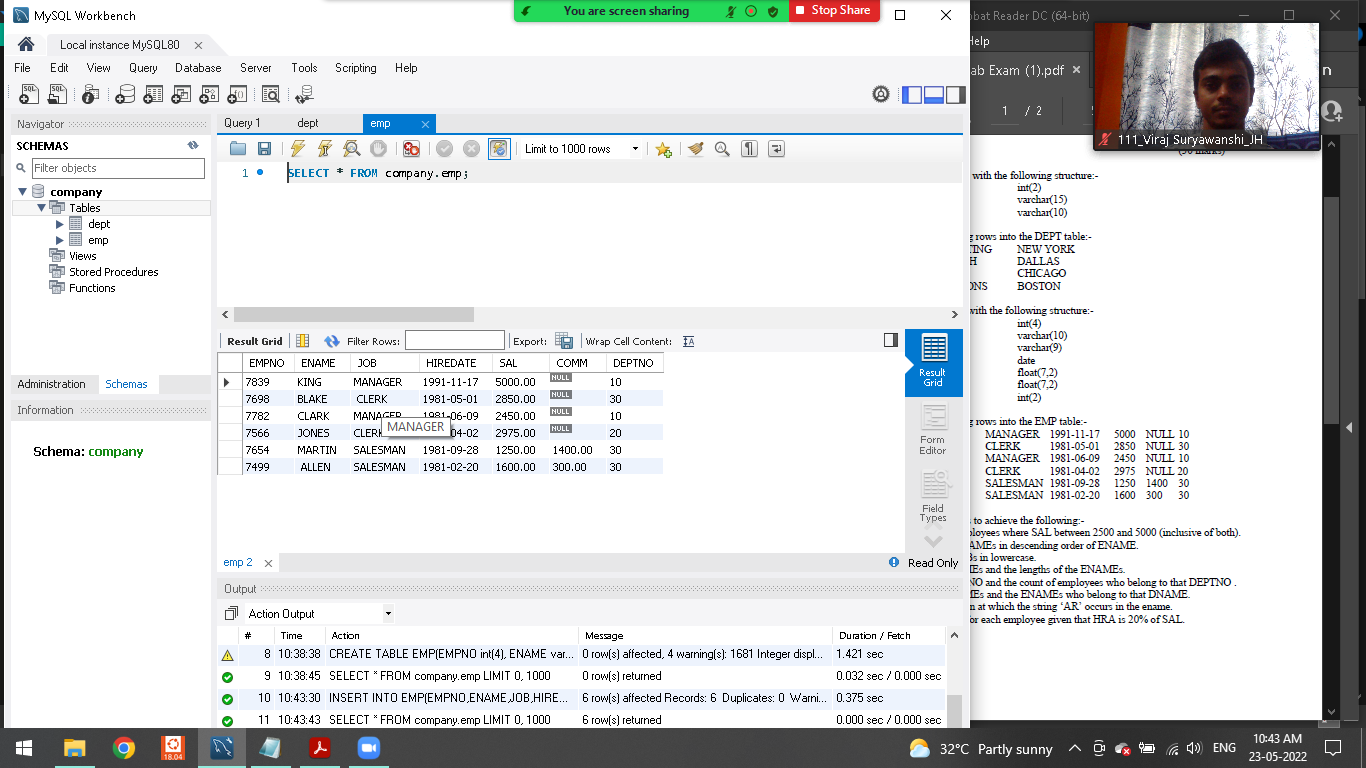 MySQL Workbench
You are screen sharing
Stop Share
obat Reader DC (64-bit)
Local instance MySQL80
Help
File Edit View Query Database Server Tools Scripting Help
ab Exam (1).pdf
1 / 2
111_Viraj Suryawanshi_JH
Navigator
SCHEMAS
Filter objects
company
Tables
dept
emp
Views
Stored Procedures
Functions
Administration Schemas
Information
Schema: company
Query 1 dept emp
Limit to 1000 rows
1 SELECT * FROM company.emp;
Result Grid Filter Rows: Export: Wrap Cell Content:
EMPNO ENAME JOB HIREDATE SAL COMM DEPTNO
7839 KING MANAGER 1991-11-17 5000.00 NULL 10
7698 BLAKE CLERK 1981-05-01 2850.00 NULL 30
7782 CLARK MANAGER 1981-06-09 2450.00 NULL 10
7566 JONES CLERK 04-02 2975.00 NULL 20
MANAGER
7654 MARTIN SALESMAN 1981-09-28 1250.00 1400.00 30
7499 ALLEN SALESMAN 1981-02-20 1600.00 300.00 30
Result Grid
Form Editor
Field Types
emp 2
Read Only
Output
Action Output
# Time Action Message Duration / Fetch
8 10:38:38 CREATE TABLE EMP(EMPNO int(4), ENAME var... 0 row(s) affected, 4 warning(s): 1681 Integer displ... 1.421 sec
9 10:38:45 SELECT * FROM company.emp LIMIT 0, 1000 0 row(s) returned 0.032 sec / 0.000 sec
10 10:43:30 INSERT INTO EMP(EMPNO,ENAME,JOB,HIRE... 6 row(s) affected Records: 6 Duplicates: 0 Warni... 0.375 sec
11 10:43:43 SELECT * FROM company.emp LIMIT 0, 1000 6 row(s) returned 0.000 sec / 0.000 sec
with the following structure:-
int(2)
varchar(15)
varchar(10)
g rows into the DEPT table:-
TING NEW YORK
H DALLAS
CHICAGO
ONS BOSTON
with the following structure:-
int(4)
varchar(10)
varchar(9)
date
float(7,2)
float(7,2)
int(2)
g rows into the EMP table:-
MANAGER 1991-11-17 5000 NULL 10
CLERK 1981-05-01 2850 NULL 30
MANAGER 1981-06-09 2450 NULL 10
CLERK 1981-04-02 2975 NULL 20
SALESMAN 1981-09-28 1250 1400 30
SALESMAN 1981-02-20 1600 300 30
s to achieve the following:-
ployees where SAL between 2500 and 5000 (inclusive of both).
AMEs in descending order of ENAME.
Bs in lowercase.
MEs and the lengths of the ENAMEs.
NO and the count of employees who belong to that DEPTNO .
MEs and the ENAMEs who belong to that DNAME.
n at which the string ‘AR’ occurs in the ename.
or each employee given that HRA is 20% of SAL.
18.04
32°C Partly sunny
ENG
10:43 AM
23-05-2022